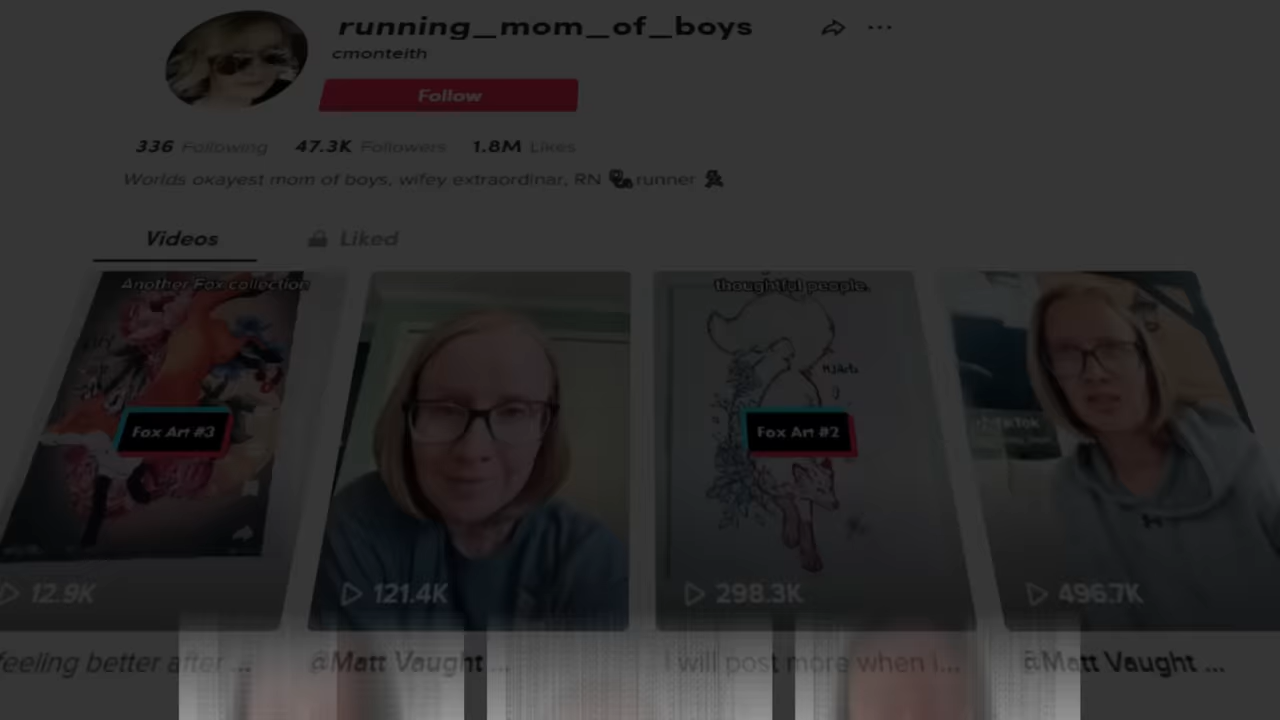 running_mom_of_boys
cmonteith
Follow
336 Following 47.3K Followers 1.8M Likes
Worlds okayest mom of boys, wifey extraordinar, RN runner
Videos Liked
Another Fox collection
thoughtful people.
NJArts
Fox Art #3
Fox Art #2
TikTok
12.9K
121.4K
298.3K
496.7K
feeling better after ...
@Matt Vaught ...
I will post more when i...
@Matt Vaught ...